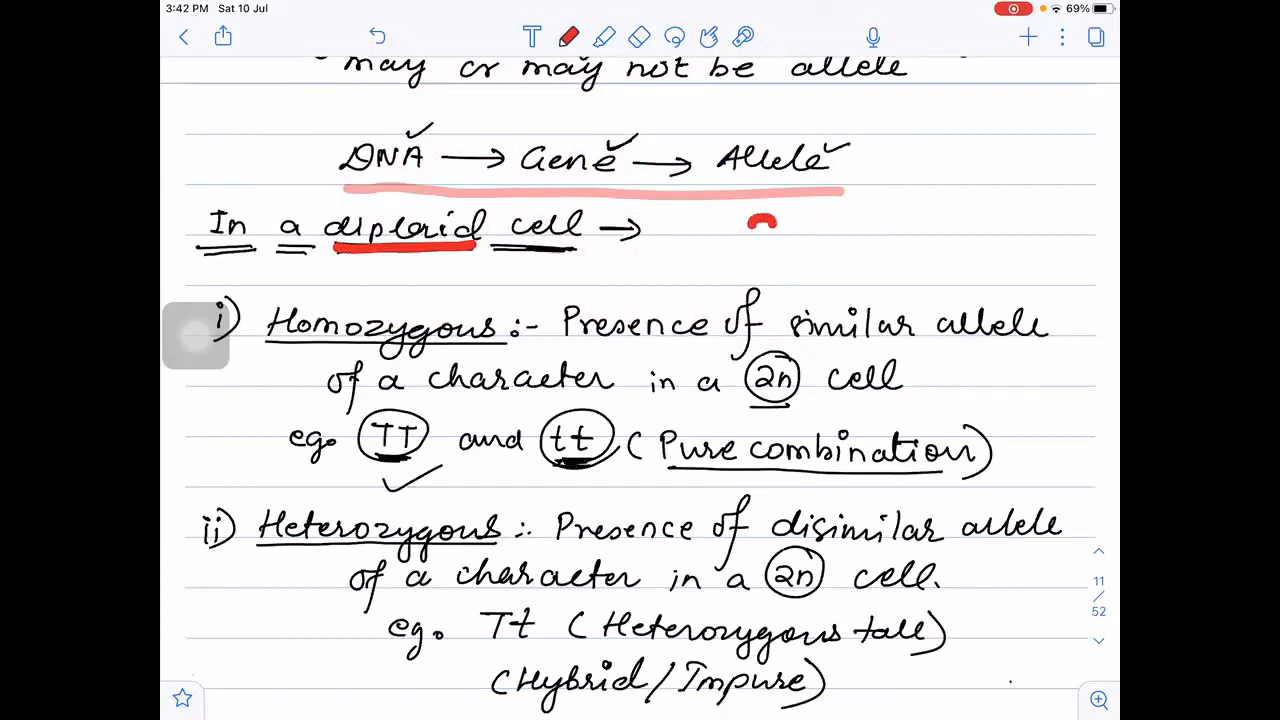 3:42 PM Sat 10 Jul
69%
may or may not be allele
DNA → Gene → Allele
In a diploid cell →
i) Homozygous :- Presence of similar allele
of a character in a 2n cell
eg. TT and tt (Pure combination)
ii) Heterozygous :. Presence of disimilar allele
of a character in a 2n cell.
eg. Tt (Heterozygous tall)
(Hybrid/Impure)
11
/
52